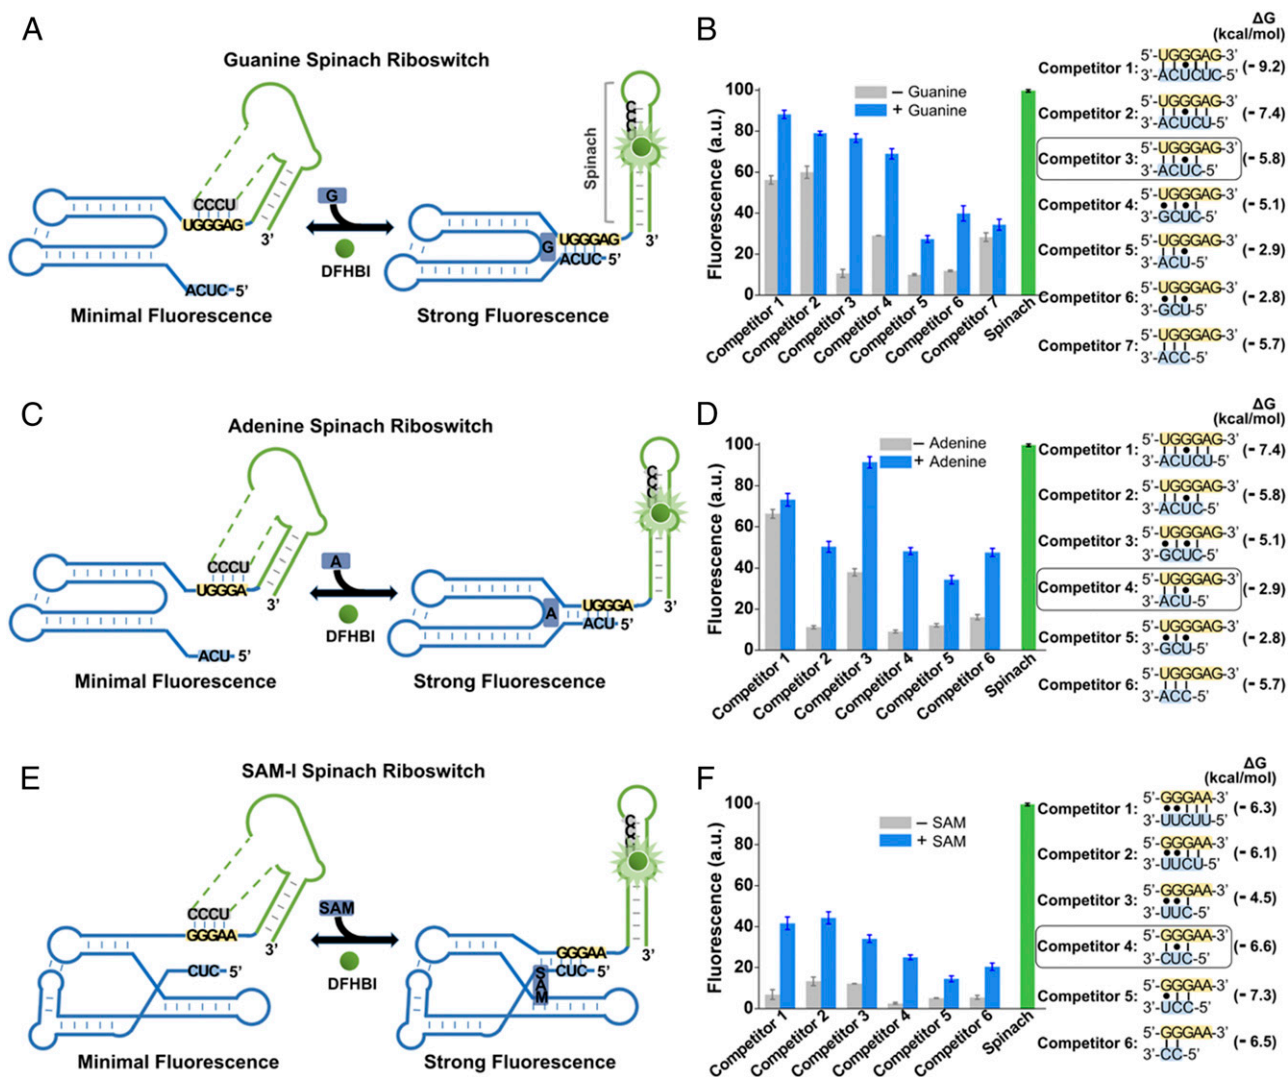 A
Guanine Spinach Riboswitch
CCCU
UGGGAG
3'
ACUC-5'
Minimal Fluorescence
G
DFHBI
Spinach
C
C
C
G
UGGGAG
ACUC-5'
3'
Strong Fluorescence
B
Fluorescence (a.u.)
100
80
60
40
20
0
– Guanine
+ Guanine
Competitor 1
Competitor 2
Competitor 3
Competitor 4
Competitor 5
Competitor 6
Competitor 7
Spinach
ΔG
(kcal/mol)
5'-UGGGAG-3'
Competitor 1: (- 9.2)
3'-ACUCUC-5'
5'-UGGGAG-3'
Competitor 2: (- 7.4)
3'-ACUCU-5'
5'-UGGGAG-3'
Competitor 3: (- 5.8)
3'-ACUC-5'
5'-UGGGAG-3'
Competitor 4: (- 5.1)
3'-GCUC-5'
5'-UGGGAG-3'
Competitor 5: (- 2.9)
3'-ACU-5'
5'-UGGGAG-3'
Competitor 6: (- 2.8)
3'-GCU-5'
5'-UGGGAG-3'
Competitor 7: (- 5.7)
3'-ACC-5'
C
Adenine Spinach Riboswitch
CCCU
UGGGA
3'
ACU-5'
Minimal Fluorescence
A
DFHBI
C
C
C
A
UGGGA
ACU-5'
3'
Strong Fluorescence
D
Fluorescence (a.u.)
100
80
60
40
20
0
– Adenine
+ Adenine
Competitor 1
Competitor 2
Competitor 3
Competitor 4
Competitor 5
Competitor 6
Spinach
ΔG
(kcal/mol)
5'-UGGGAG-3'
Competitor 1: (- 7.4)
3'-ACUCU-5'
5'-UGGGAG-3'
Competitor 2: (- 5.8)
3'-ACUC-5'
5'-UGGGAG-3'
Competitor 3: (- 5.1)
3'-GCUC-5'
5'-UGGGAG-3'
Competitor 4: (- 2.9)
3'-ACU-5'
5'-UGGGAG-3'
Competitor 5: (- 2.8)
3'-GCU-5'
5'-UGGGAG-3'
Competitor 6: (- 5.7)
3'-ACC-5'
E
SAM-I Spinach Riboswitch
CCCU
GGGAA
3'
CUC-5'
Minimal Fluorescence
SAM
DFHBI
C
C
C
GGGAA
CUC-5'
SAM
3'
Strong Fluorescence
F
Fluorescence (a.u.)
100
80
60
40
20
0
– SAM
+ SAM
Competitor 1
Competitor 2
Competitor 3
Competitor 4
Competitor 5
Competitor 6
Spinach
ΔG
(kcal/mol)
5'-GGGAA-3'
Competitor 1: (- 6.3)
3'-UUCUU-5'
5'-GGGAA-3'
Competitor 2: (- 6.1)
3'-UUCU-5'
5'-GGGAA-3'
Competitor 3: (- 4.5)
3'-UUC-5'
5'-GGGAA-3'
Competitor 4: (- 6.6)
3'-CUC-5'
5'-GGGAA-3'
Competitor 5: (- 7.3)
3'-UCC-5'
5'-GGGAA-3'
Competitor 6: (- 6.5)
3'-CC-5'